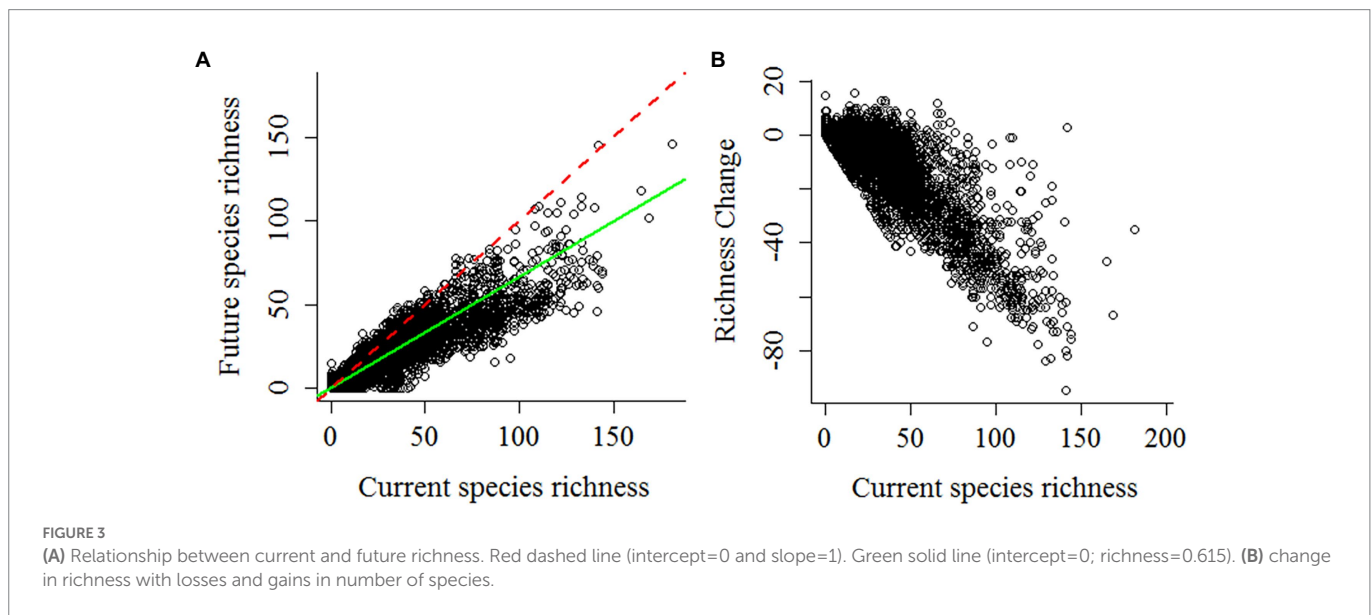 A
B
Future species richness
150
100
50
0
0 50 100 150
Current species richness
Richness Change
20
0
-40
-80
0 50 100 150 200
Current species richness
FIGURE 3
(A) Relationship between current and future richness. Red dashed line (intercept=0 and slope=1). Green solid line (intercept=0; richness=0.615). (B) change
in richness with losses and gains in number of species.